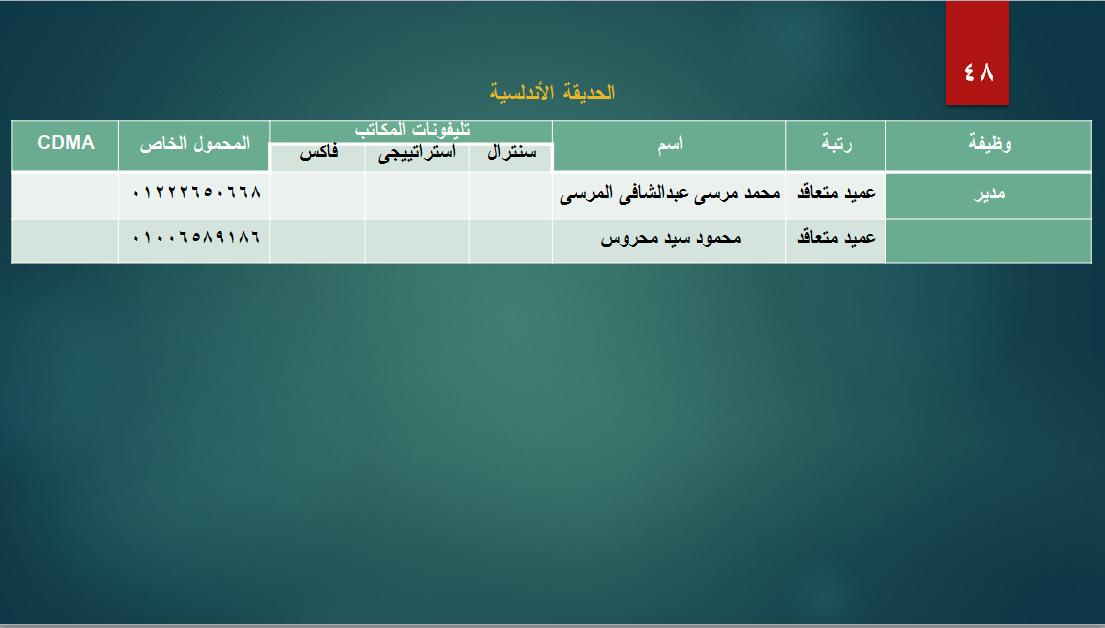 ٤٨
الحديقة الأندلسية
وظيفة رتبة اسم تليفونات المكاتب المحمول الخاص CDMA
سنترال استراتييجى فاكس
مدير عميد متعاقد محمد مرسى عبدالشافى المرسى ٠١٢٢٢٦٥٠٦٦٨
عميد متعاقد محمود سيد محروس ٠١٠٠٦٥٨٩١٨٦